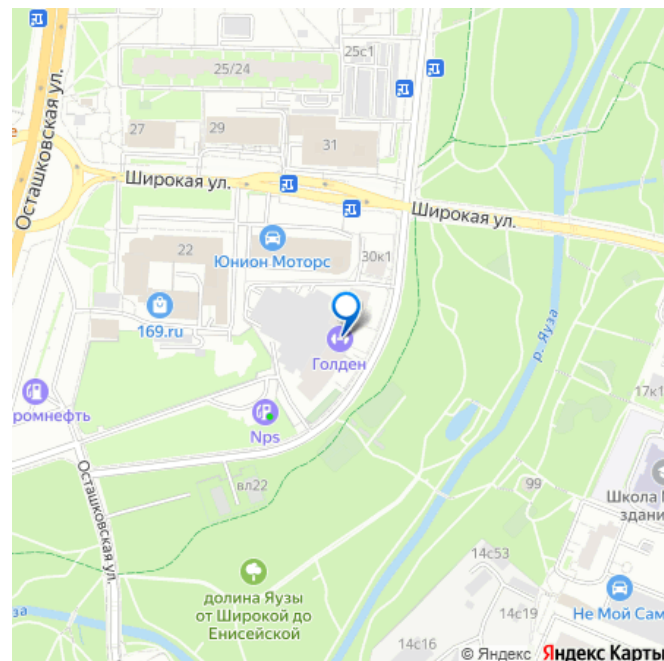 Осташковская ул.
25с1
25/24
27
29
31
е
Широкая ул.
Широкая ул.
22
Юнион Моторс
30к1
169.ru
Голден
р. Яуза
17к1
ромнефть
Nps
Осташковская ул.
вл22
99
Школа
здани
14с53
долина Яузы
от Широкой до
Енисейской
14с19
Не Мой Сам
14с16
за
© Яндекс Яндекс Карты